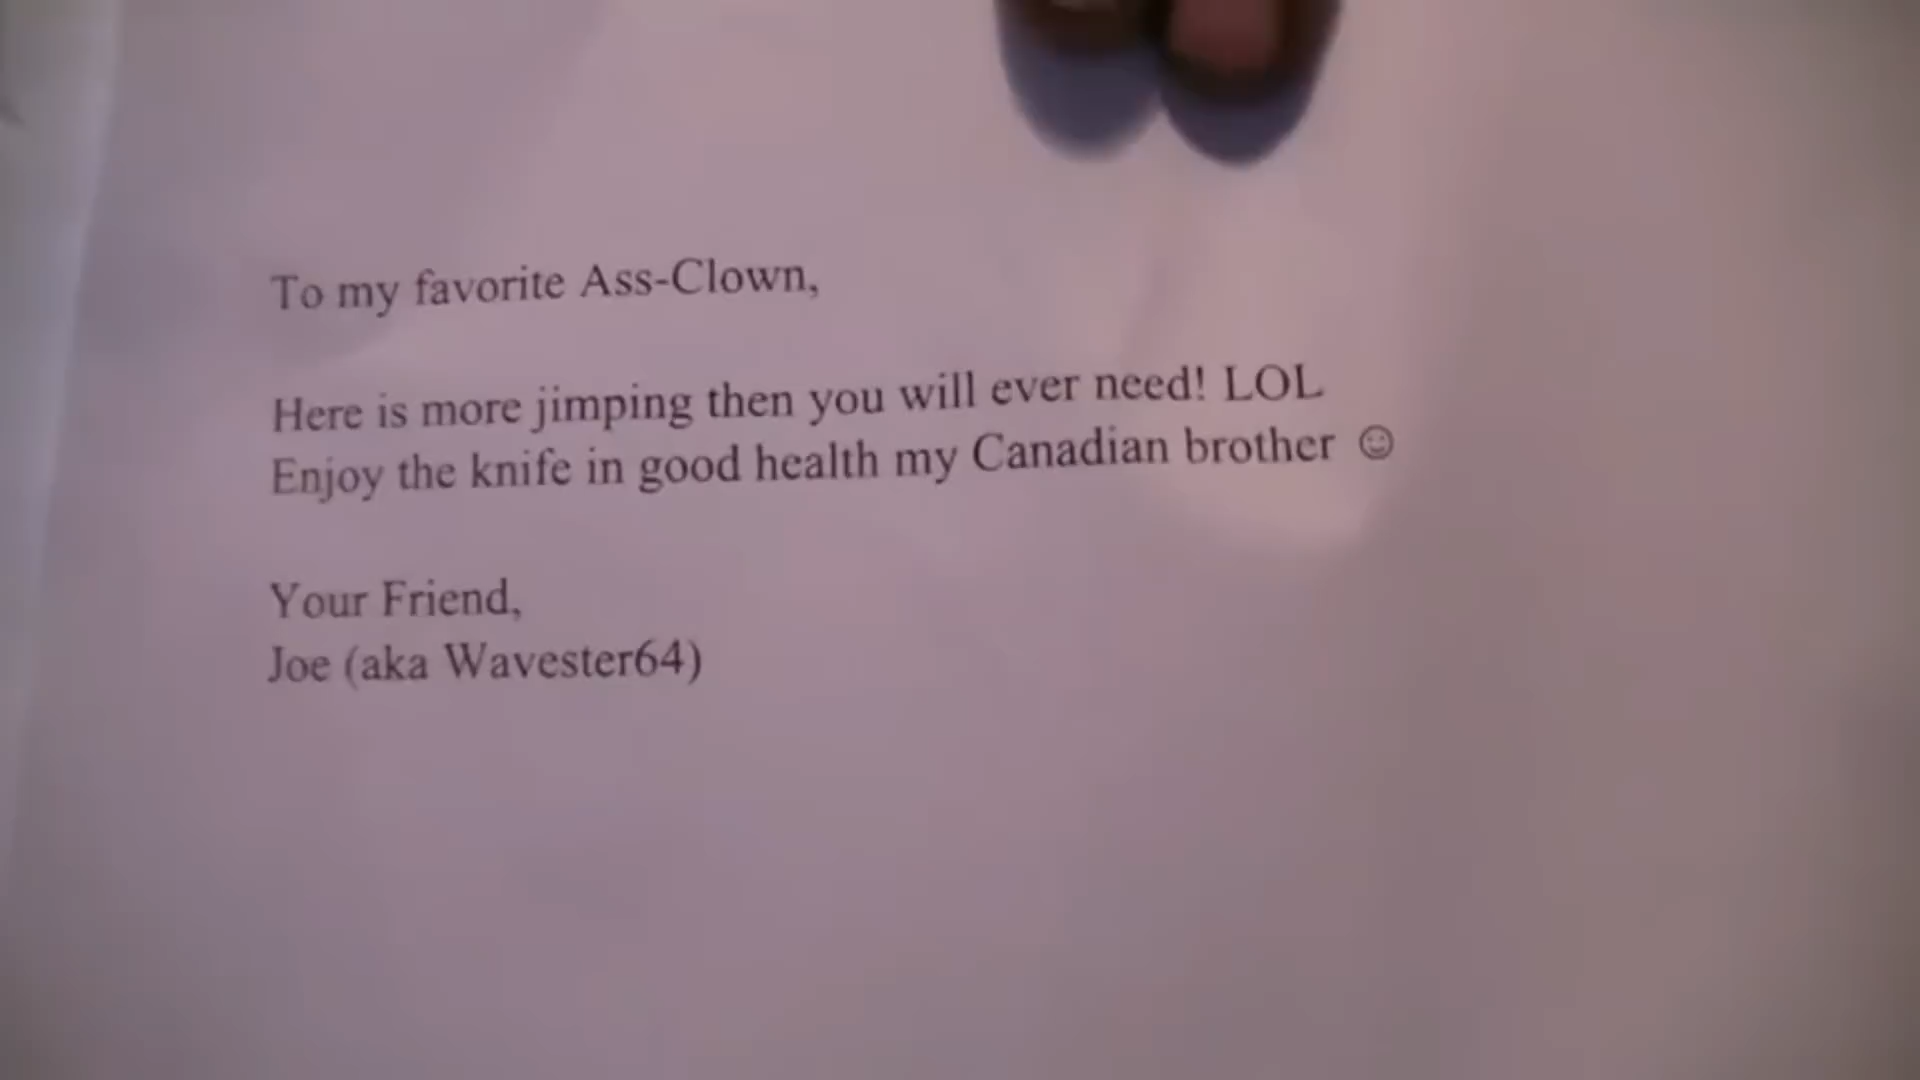 To my favorite Ass-Clown,
Here is more jimping then you will ever need! LOL
Enjoy the knife in good health my Canadian brother ☺
Your Friend,
Joe (aka Wavester64)